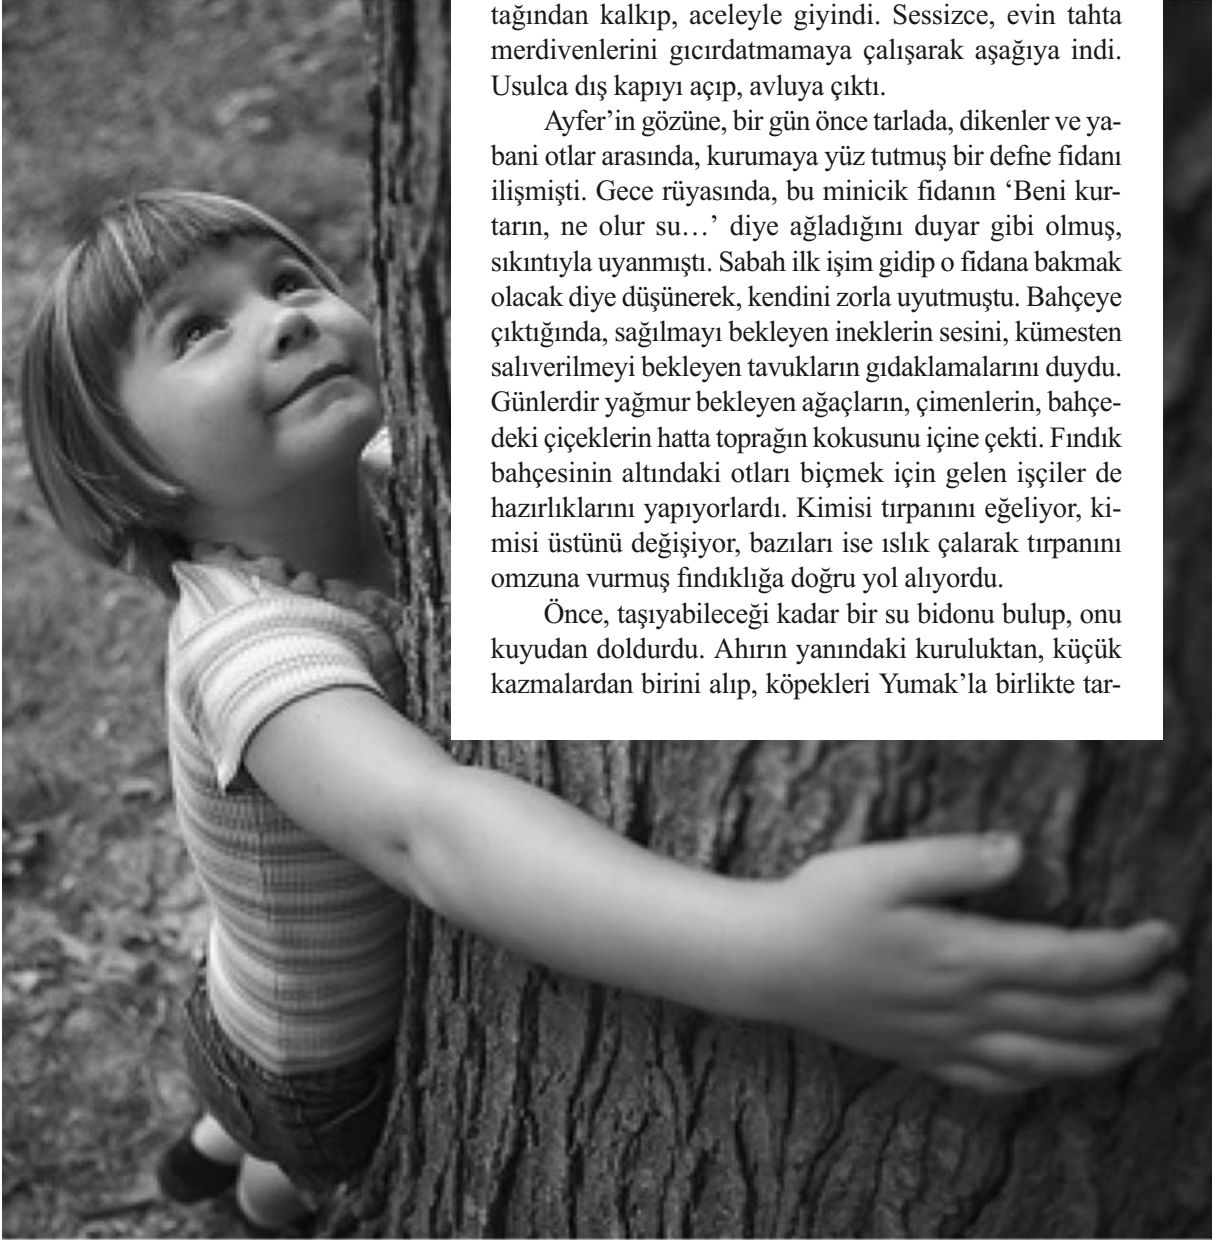 tağından kalkıp, aceleyle giyindi. Sessizce, evin tahta
merdivenlerini gıcırdatmamaya çalışarak aşağıya indi.
Usulca dış kapıyı açıp, avluya çıktı.
Ayfer’in gözüne, bir gün önce tarlada, dikenler ve ya-
bani otlar arasında, kurumaya yüz tutmuş bir defne fidanı
ilişmişti. Gece rüyasında, bu minicik fidanın ‘Beni kur-
tarın, ne olur su…’ diye ağladığını duyar gibi olmuş,
sıkıntıyla uyanmıştı. Sabah ilk işim gidip o fidana bakmak
olacak diye düşünerek, kendini zorla uyutmuştu. Bahçeye
çıktığında, sağılmayı bekleyen ineklerin sesini, kümesten
salıverilmeyi bekleyen tavukların gıdaklamalarını duydu.
Günlerdir yağmur bekleyen ağaçların, çimenlerin, bahçe-
deki çiçeklerin hatta toprağın kokusunu içine çekti. Fındık
bahçesinin altındaki otları biçmek için gelen işçiler de
hazırlıklarını yapıyorlardı. Kimisi tırpanını eğeliyor, ki-
misi üstünü değişiyor, bazıları ise ıslık çalarak tırpanını
omzuna vurmuş fındıklığa doğru yol alıyordu.
Önce, taşıyabileceği kadar bir su bidonu bulup, onu
kuyudan doldurdu. Ahırın yanındaki kuruluktan, küçük
kazmalardan birini alıp, köpekleri Yumak’la birlikte tar-